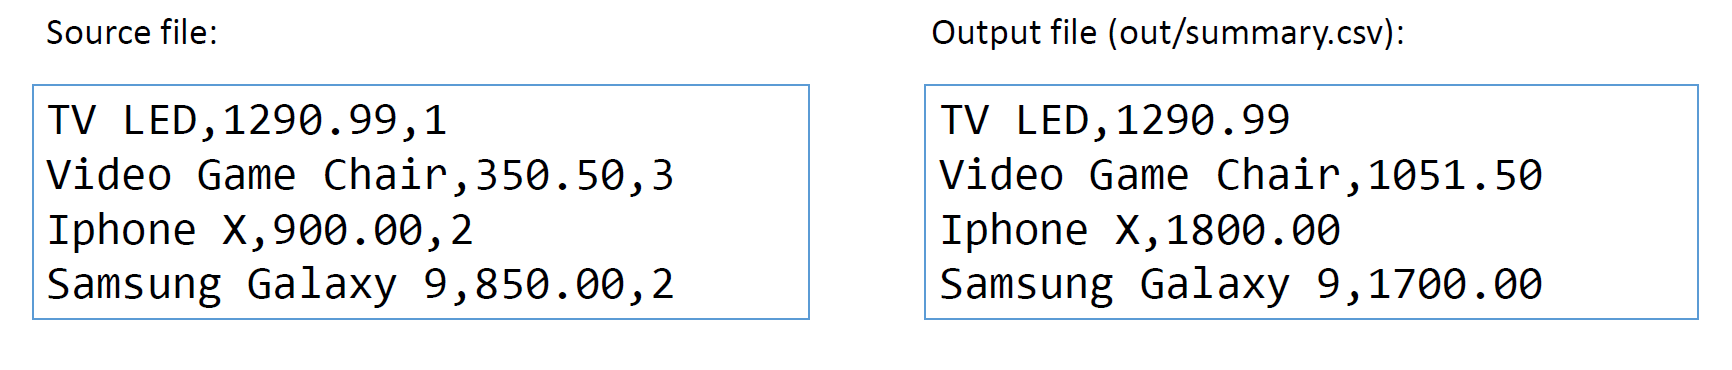 Source file:
TV LED,1290.99,1
Video Game Chair,350.50,3
Iphone X,900.00,2
Samsung Galaxy 9,850.00,2
Output file (out/summary.csv):
TV LED,1290.99
Video Game Chair,1051.50
Iphone X,1800.00
Samsung Galaxy 9,1700.00